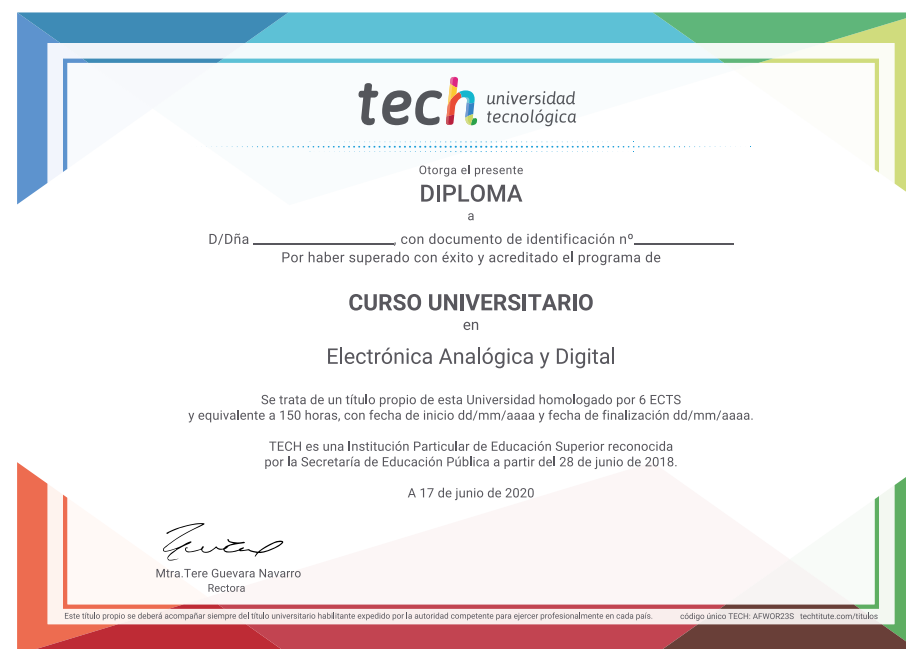 tech universidad
tecnológica
Otorga el presente
DIPLOMA
a
D/Dña ____________________, con documento de identificación nº______________
Por haber superado con éxito y acreditado el programa de
CURSO UNIVERSITARIO
en
Electrónica Analógica y Digital
Se trata de un título propio de esta Universidad homologado por 6 ECTS
y equivalente a 150 horas, con fecha de inicio dd/mm/aaaa y fecha de finalización dd/mm/aaaa.
TECH es una Institución Particular de Educación Superior reconocida
por la Secretaría de Educación Pública a partir del 28 de junio de 2018.
A 17 de junio de 2020
Mtra.Tere Guevara Navarro
Rectora
Este título propio se deberá acompañar siempre del título universitario habilitante expedido por la autoridad competente para ejercer profesionalmente en cada país. código único TECH: AFWOR23S techtitute.com/titulos